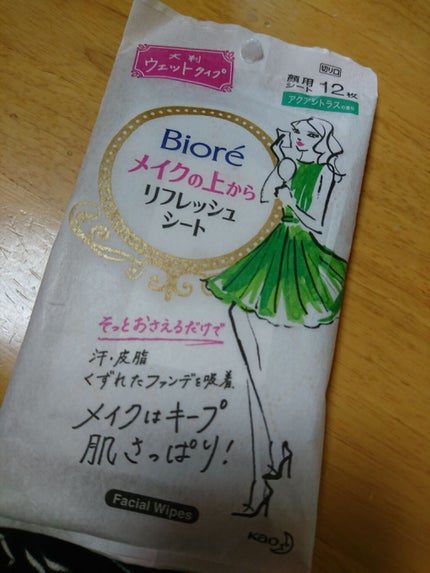 大判
ウェットタイプ
切り口
顔用
シート 12枚
アクアシトラスの香り
Bioré
メイクの上から
リフレッシュ
シート
そっとおさえるだけで
汗・皮脂
くずれたファンデを吸着
メイクはキープ
肌さっぱり!
Facial Wipes
Kao